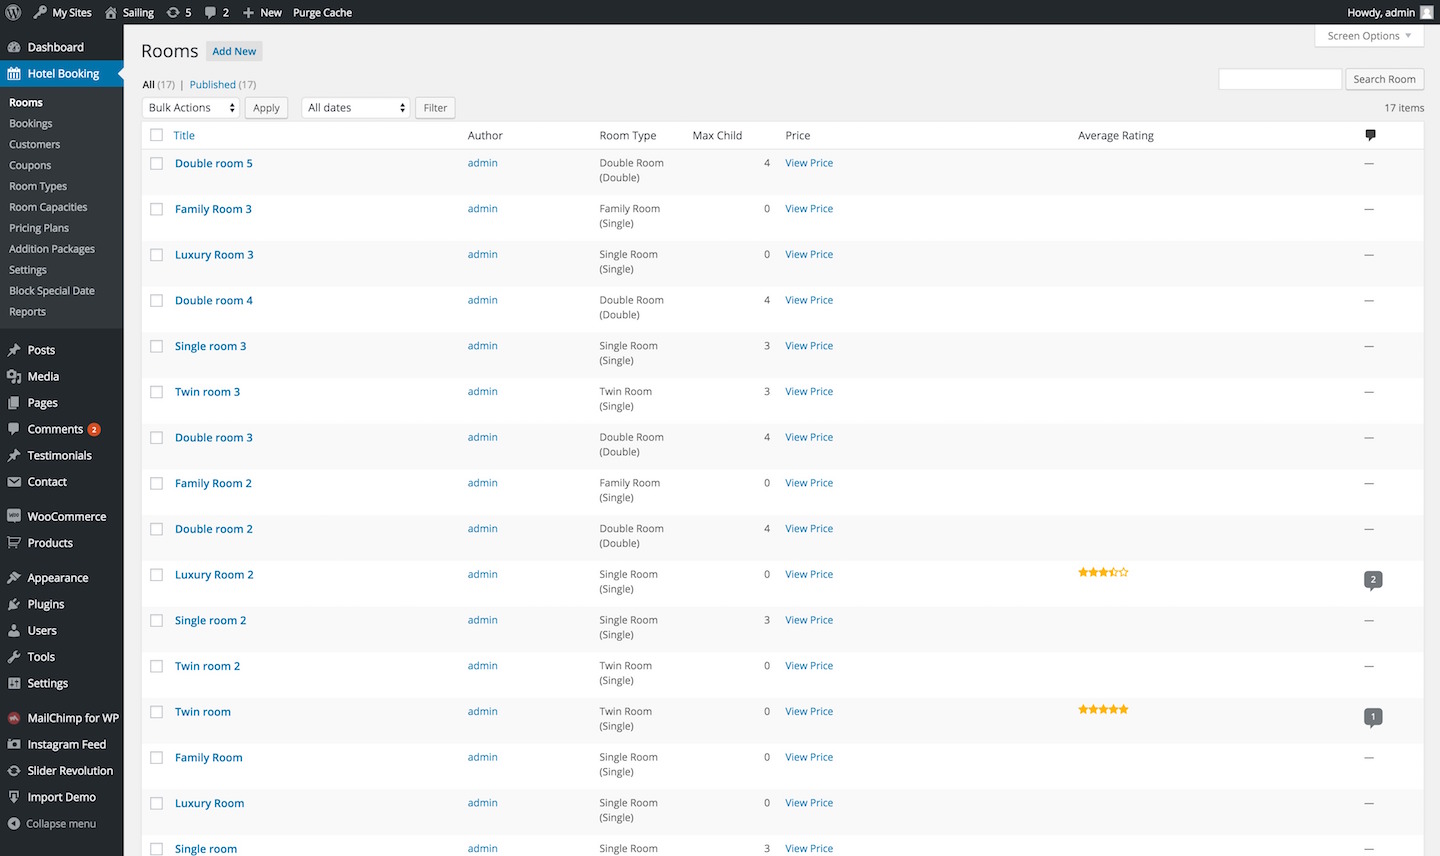 My Sites Sailing 5 2 New Purge Cache Howdy, admin
Screen Options
Dashboard
Hotel Booking
Rooms
Bookings
Customers
Coupons
Room Types
Room Capacities
Pricing Plans
Addition Packages
Settings
Block Special Date
Reports
Posts
Media
Pages
Comments 2
Testimonials
Contact
WooCommerce
Products
Appearance
Plugins
Users
Tools
Settings
MailChimp for WP
Instagram Feed
Slider Revolution
Import Demo
Collapse menu
Rooms Add New
All (17) | Published (17)
Search Room
Bulk Actions Apply All dates Filter
17 items
Title Author Room Type Max Child Price Average Rating
Double room 5 admin Double Room 4 View Price —
(Double)
Family Room 3 admin Family Room 0 View Price —
(Single)
Luxury Room 3 admin Single Room 0 View Price —
(Single)
Double room 4 admin Double Room 4 View Price —
(Double)
Single room 3 admin Single Room 3 View Price —
(Single)
Twin room 3 admin Twin Room 3 View Price —
(Single)
Double room 3 admin Double Room 4 View Price —
(Double)
Family Room 2 admin Family Room 0 View Price —
(Single)
Double room 2 admin Double Room 4 View Price —
(Double)
Luxury Room 2 admin Single Room 0 View Price 2
(Single)
Single room 2 admin Single Room 3 View Price —
(Single)
Twin room 2 admin Twin Room 0 View Price —
(Single)
Twin room admin Twin Room 0 View Price 1
(Single)
Family Room admin Single Room 0 View Price —
(Single)
Luxury Room admin Single Room 0 View Price —
(Single)
Single room admin Single Room 3 View Price —